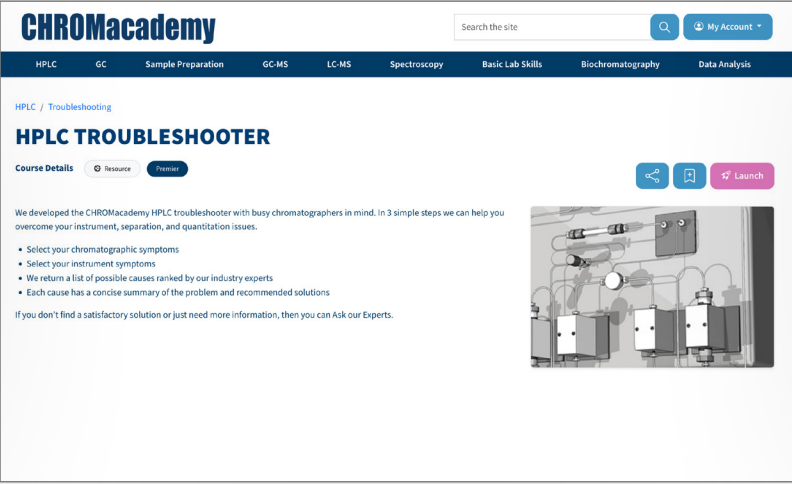 CHROMacademy
Search the site
My Account
HPLC GC Sample Preparation GC-MS LC-MS Spectroscopy Basic Lab Skills Biochromatography Data Analysis
HPLC / Troubleshooting
HPLC TROUBLESHOOTER
Course Details Resource Premier
Launch
We developed the CHROMacademy HPLC troubleshooter with busy chromatographers in mind. In 3 simple steps we can help you
overcome your instrument, separation, and quantitation issues.
• Select your chromatographic symptoms
• Select your instrument symptoms
• We return a list of possible causes ranked by our industry experts
• Each cause has a concise summary of the problem and recommended solutions
If you don't find a satisfactory solution or just need more information, then you can Ask our Experts.